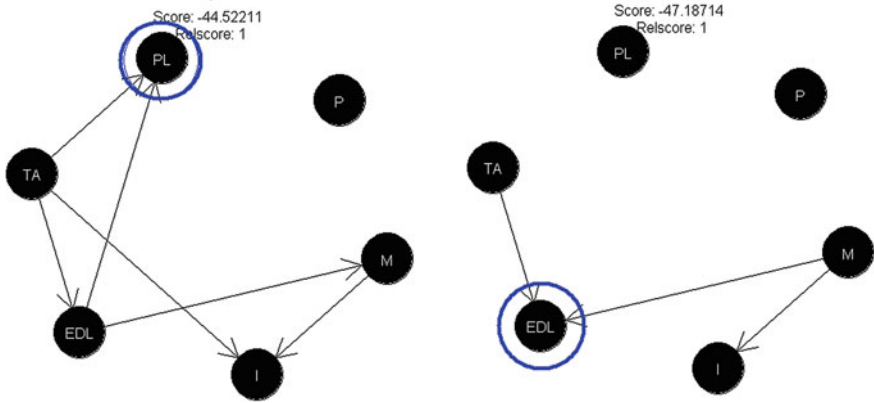 Score: -44.52211
Relscore: 1
PL
P
TA
M
EDL
I
Score: -47.18714
Relscore: 1
PL
P
TA
M
EDL
I